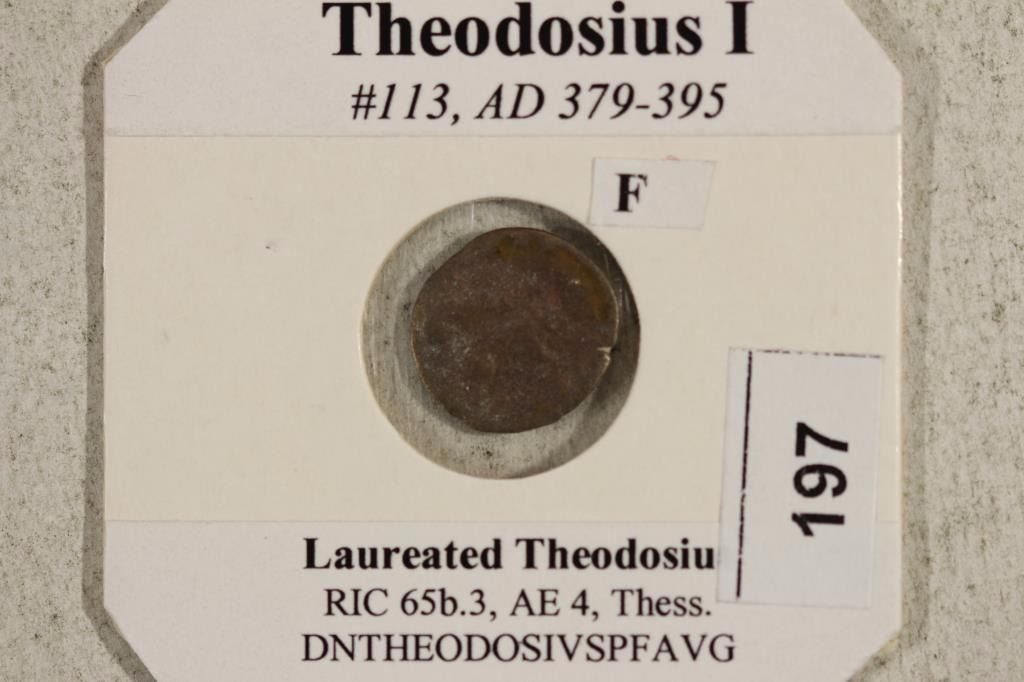 Theodosius I
#113, AD 379-395
F
197
Laureated Theodosiu
RIC 65b.3, AE 4, Thess.
DNTHEODOSIVSPFAVG